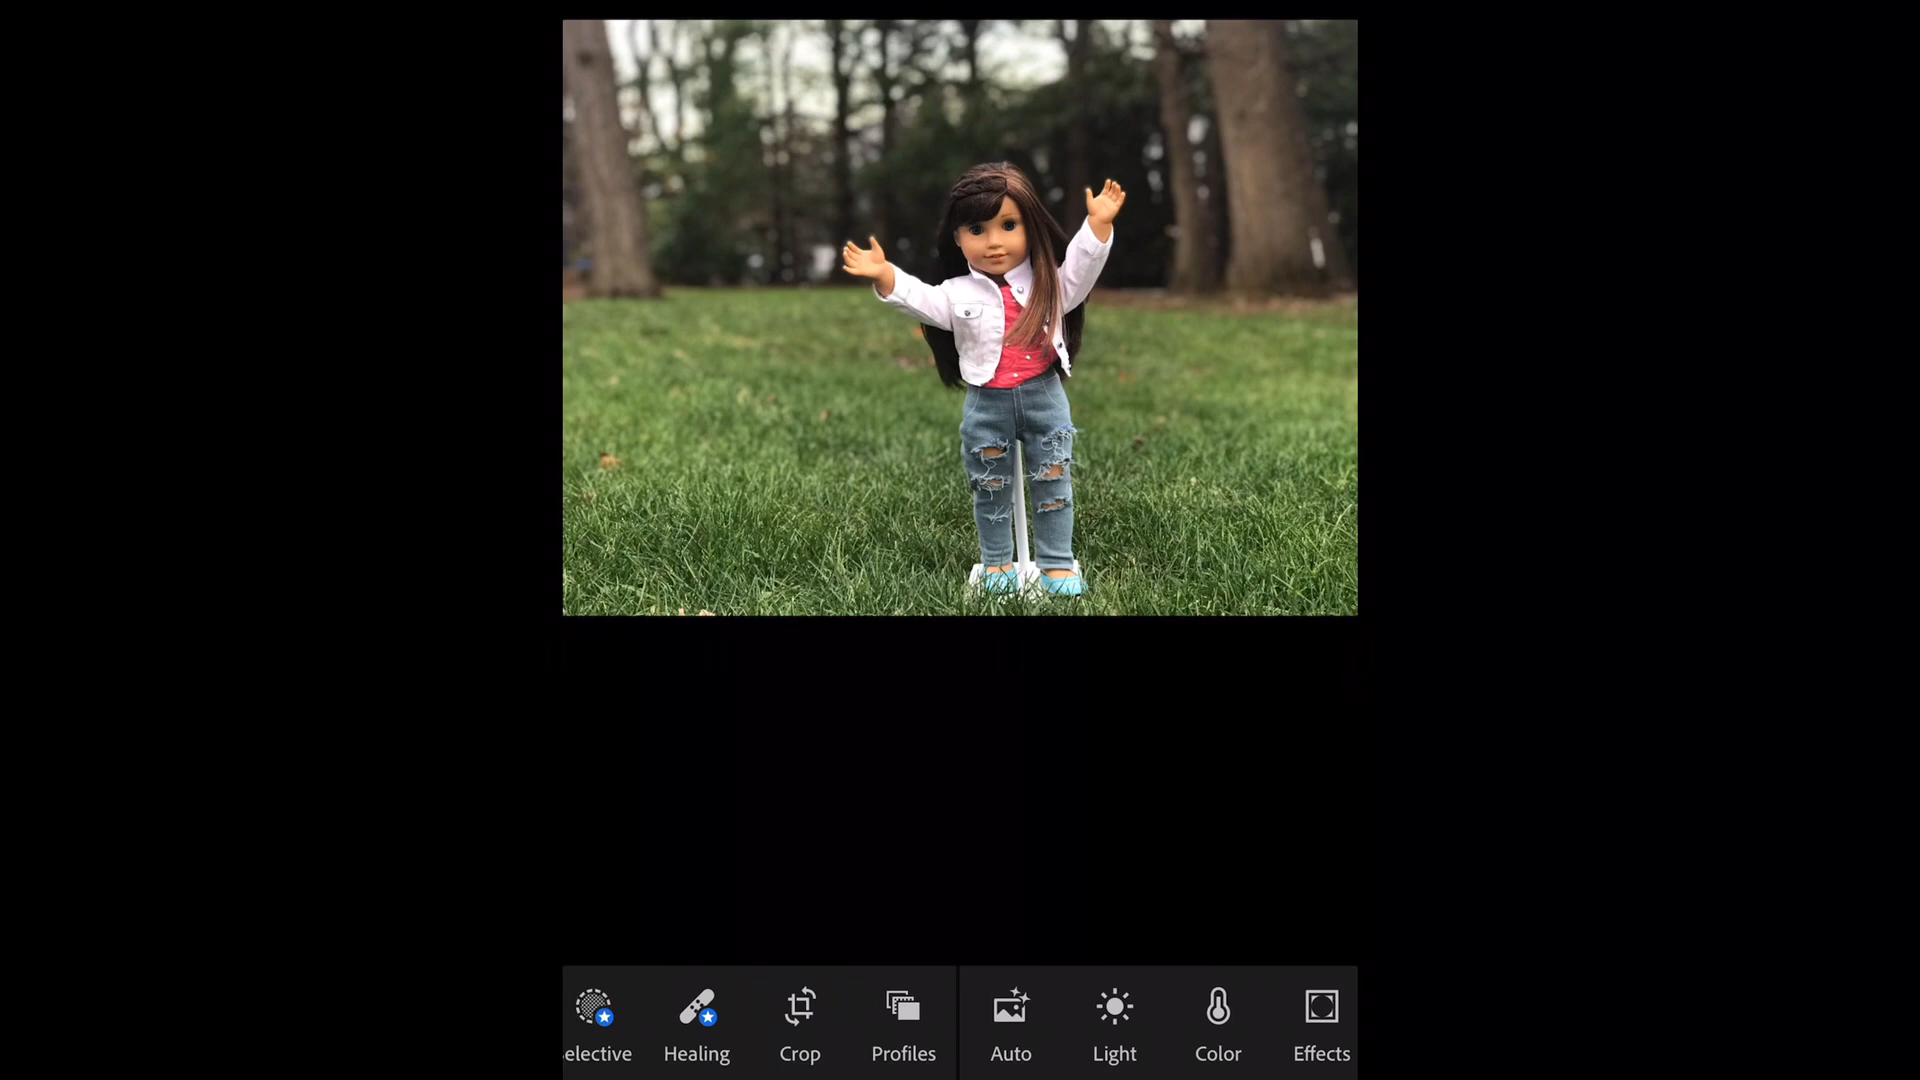 elective
Healing
Crop
Profiles
Auto
Light
Color
Effects